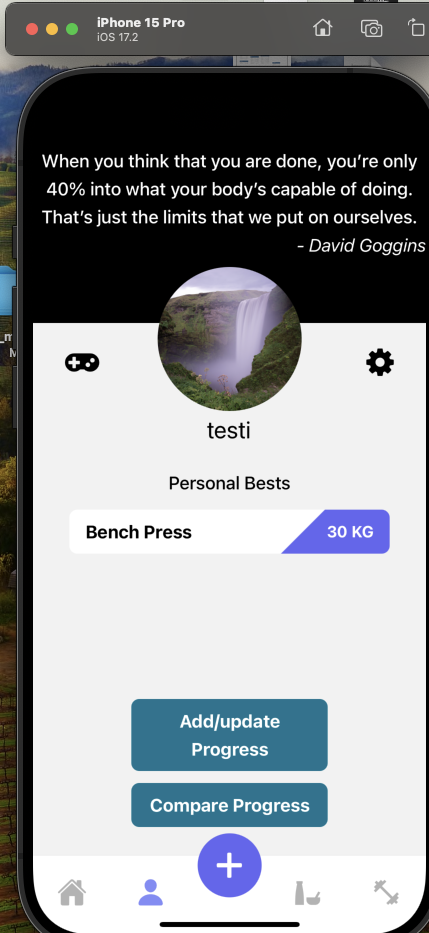 iPhone 15 Pro
iOS 17.2
When you think that you are done, you’re only
40% into what your body’s capable of doing.
That’s just the limits that we put on ourselves.
- David Goggins
testi
Personal Bests
Bench Press 30 KG
Add/update
Progress
Compare Progress